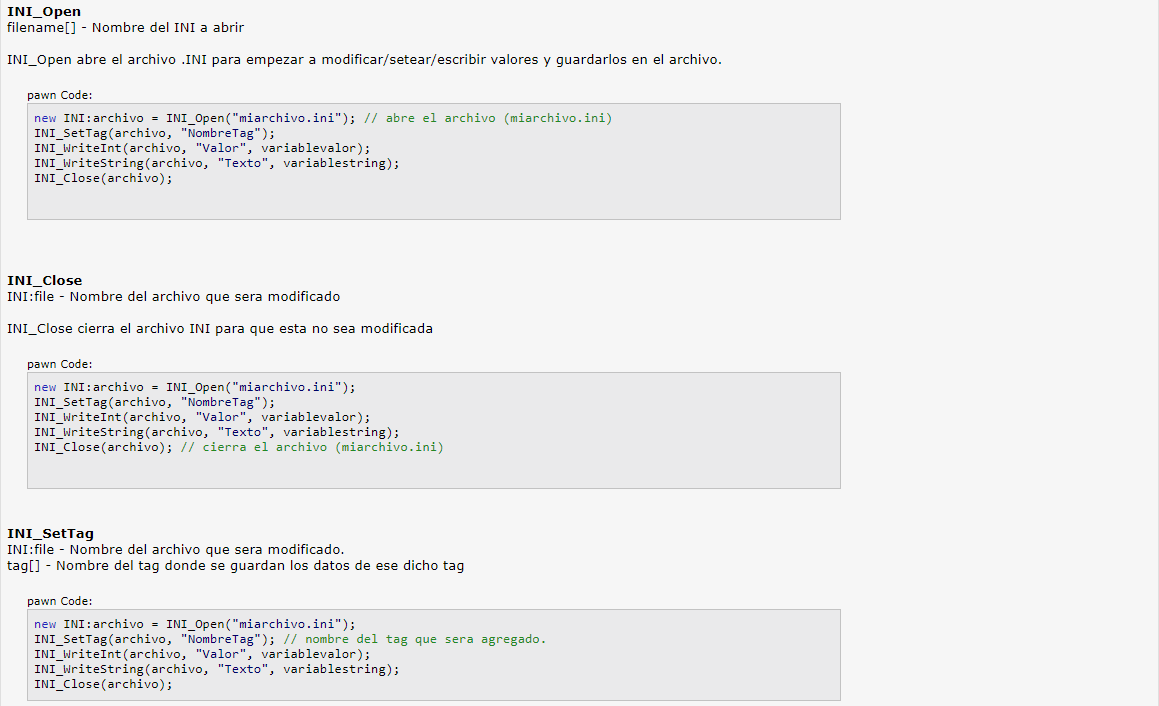 INI_Open
filename[] - Nombre del INI a abrir
INI_Open abre el archivo .INI para empezar a modificar/setear/escribir valores y guardarlos en el archivo.
pawn Code:
new INI:archivo = INI_Open("miarchivo.ini"); // abre el archivo (miarchivo.ini)
INI_SetTag(archivo, "NombreTag");
INI_WriteInt(archivo, "Valor", variablevalor);
INI_WriteString(archivo, "Texto", variablestring);
INI_Close(archivo);
INI_Close
INI:file - Nombre del archivo que sera modificado
INI_Close cierra el archivo INI para que esta no sea modificada
pawn Code:
new INI:archivo = INI_Open("miarchivo.ini");
INI_SetTag(archivo, "NombreTag");
INI_WriteInt(archivo, "Valor", variablevalor);
INI_WriteString(archivo, "Texto", variablestring);
INI_Close(archivo); // cierra el archivo (miarchivo.ini)
INI_SetTag
INI:file - Nombre del archivo que sera modificado.
tag[] - Nombre del tag donde se guardan los datos de ese dicho tag
pawn Code:
new INI:archivo = INI_Open("miarchivo.ini");
INI_SetTag(archivo, "NombreTag"); // nombre del tag que sera agregado.
INI_WriteInt(archivo, "Valor", variablevalor);
INI_WriteString(archivo, "Texto", variablestring);
INI_Close(archivo);